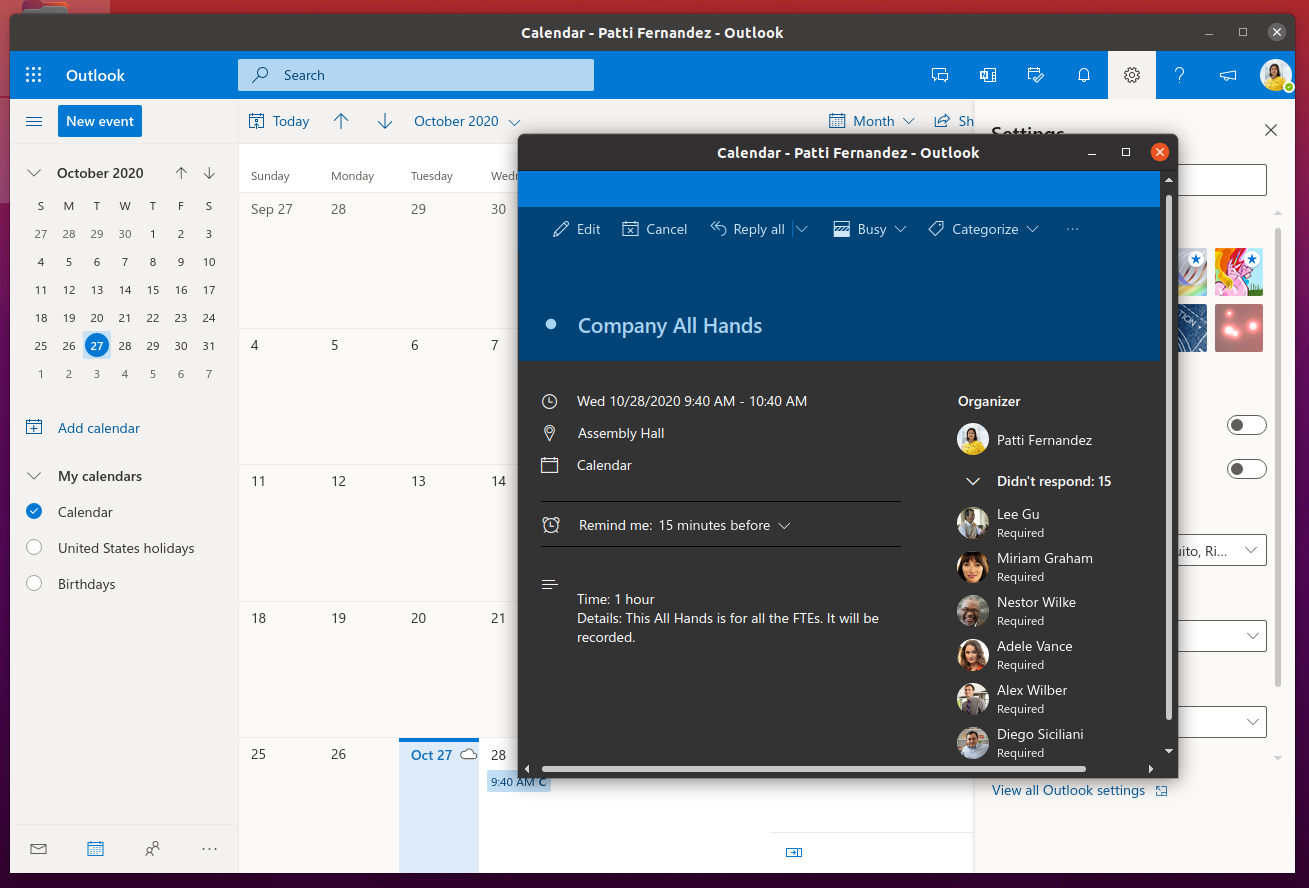 Calendar - Patti Fernandez - Outlook
Outlook
Search
New event
Today
October 2020
Month
October 2020
S M T W T F S
27 28 29 30 1 2 3
4 5 6 7 8 9 10
11 12 13 14 15 16 17
18 19 20 21 22 23 24
25 26 27 28 29 30 31
1 2 3 4 5 6 7
Add calendar
My calendars
Calendar
United States holidays
Birthdays
Sunday Monday Tuesday
Sep 27 28 29 30
4 5 6 7
11 12 13 14
18 19 20 21
25 26 Oct 27 28
9:40 AM C
Calendar - Patti Fernandez - Outlook
Edit Cancel Reply all Busy Categorize ...
Company All Hands
Wed 10/28/2020 9:40 AM - 10:40 AM
Assembly Hall
Calendar
Remind me: 15 minutes before
Time: 1 hour
Details: This All Hands is for all the FTEs. It will be
recorded.
Organizer
Patti Fernandez
Didn't respond: 15
Lee Gu
Required
Miriam Graham
Required
Nestor Wilke
Required
Adele Vance
Required
Alex Wilber
Required
Diego Siciliani
Required
Settings
View all Outlook settings